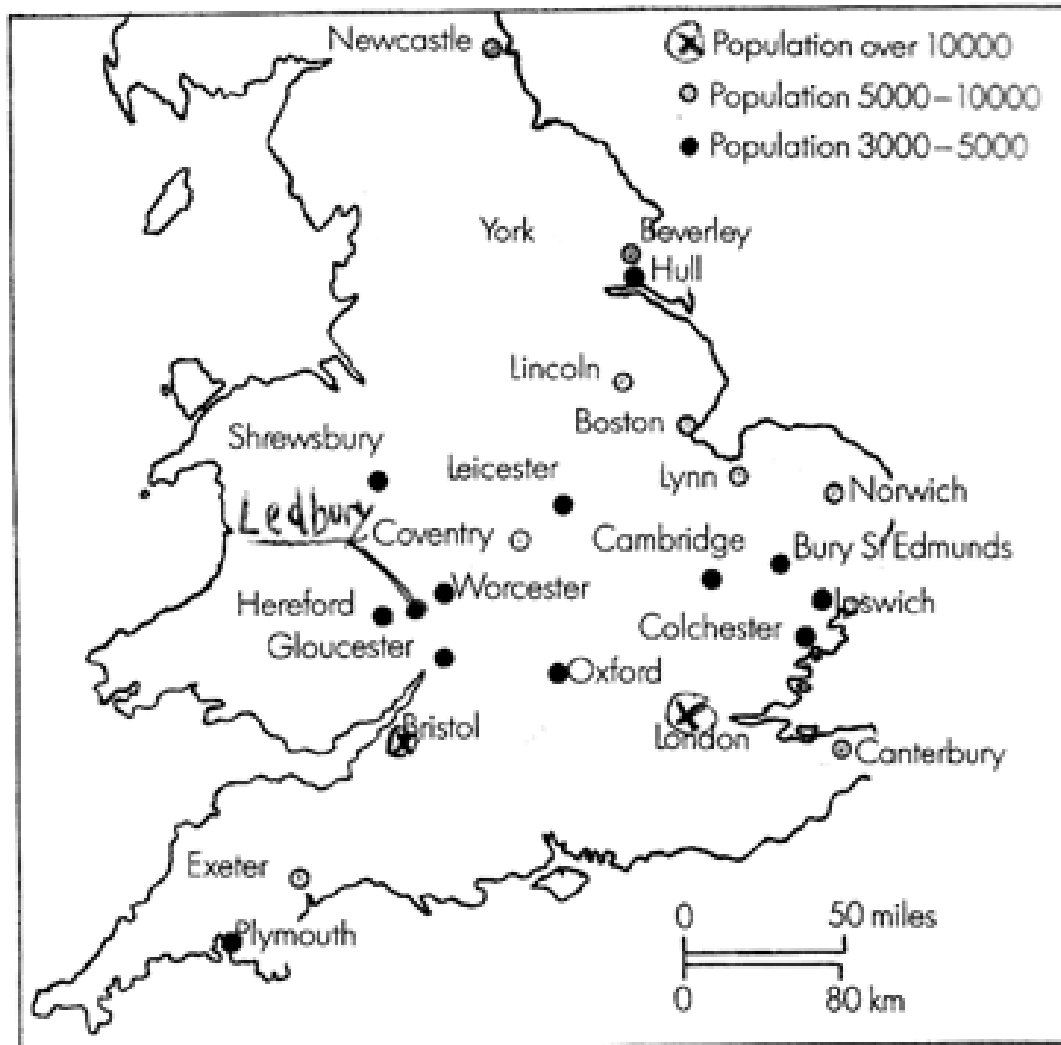 Newcastle
Population over 10000
Population 5000–10000
Population 3000–5000
York
Beverley
Hull
Lincoln
Boston
Shrewsbury
Leicester
Lynn
Norwich
Ledbury
Coventry
Cambridge
Bury St Edmunds
Worcester
Hereford
Ipswich
Colchester
Gloucester
Oxford
Bristol
London
Canterbury
Exeter
Plymouth
0 50 miles
0 80 km